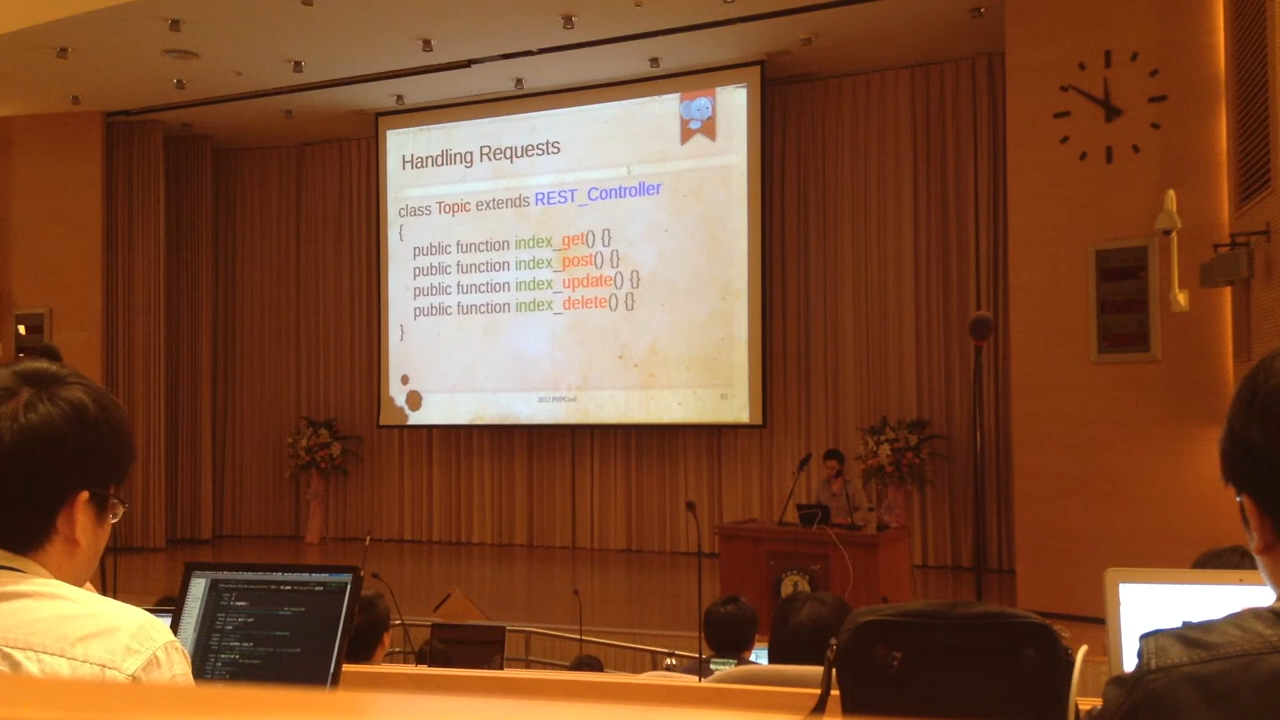 Handling Requests
class Topic extends REST_Controller
{
public function index_get() {}
public function index_post() {}
public function index_update() {}
public function index_delete() {}
}
2012 PHPConf